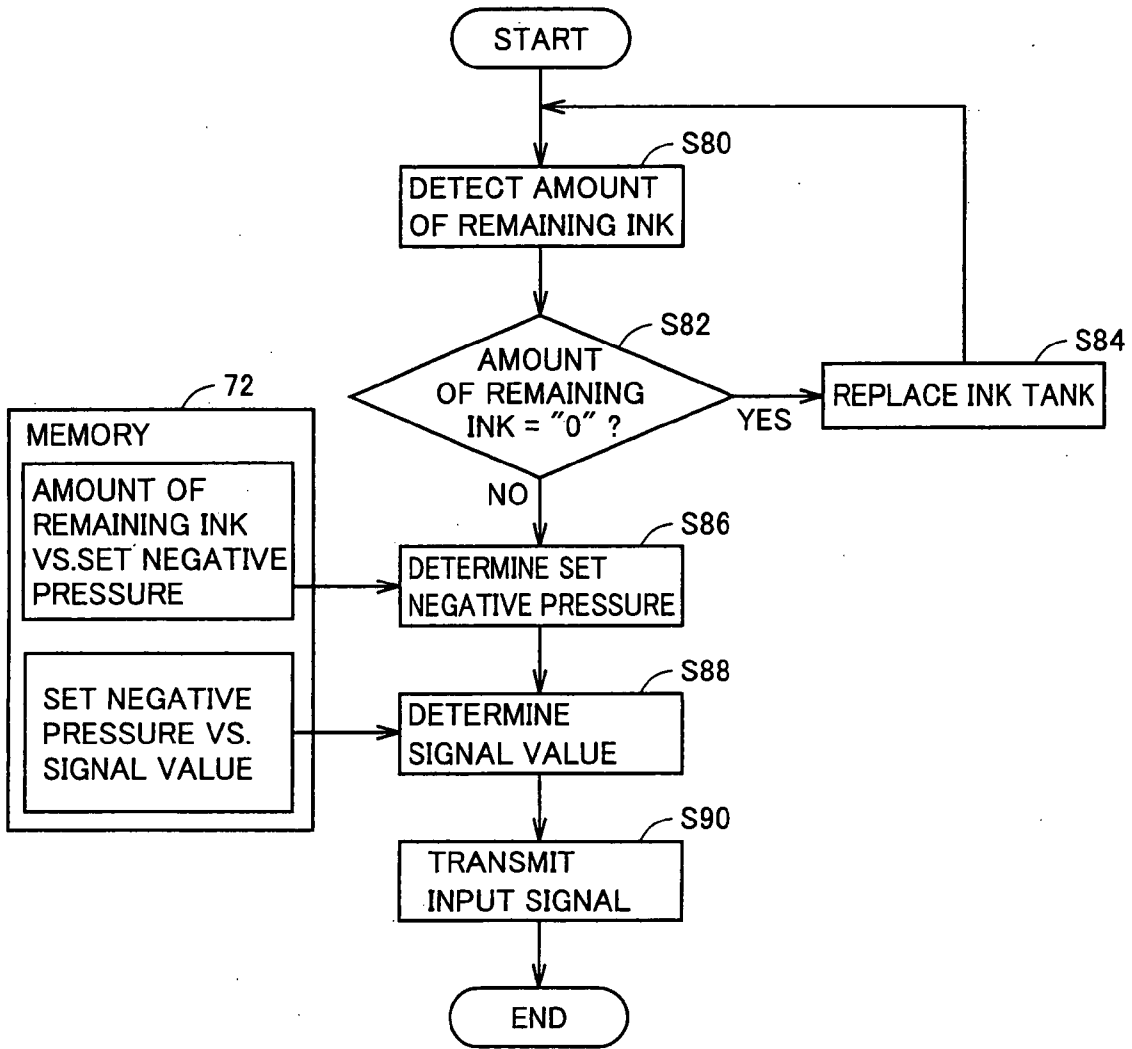 START
S80
DETECT AMOUNT
OF REMAINING INK
S82
AMOUNT
OF REMAINING
INK = "0" ?
YES
S84
REPLACE INK TANK
NO
72
MEMORY
AMOUNT OF
REMAINING INK
VS.SET NEGATIVE
PRESSURE
S86
DETERMINE SET
NEGATIVE PRESSURE
SET NEGATIVE
PRESSURE VS.
SIGNAL VALUE
S88
DETERMINE
SIGNAL VALUE
S90
TRANSMIT
INPUT SIGNAL
END